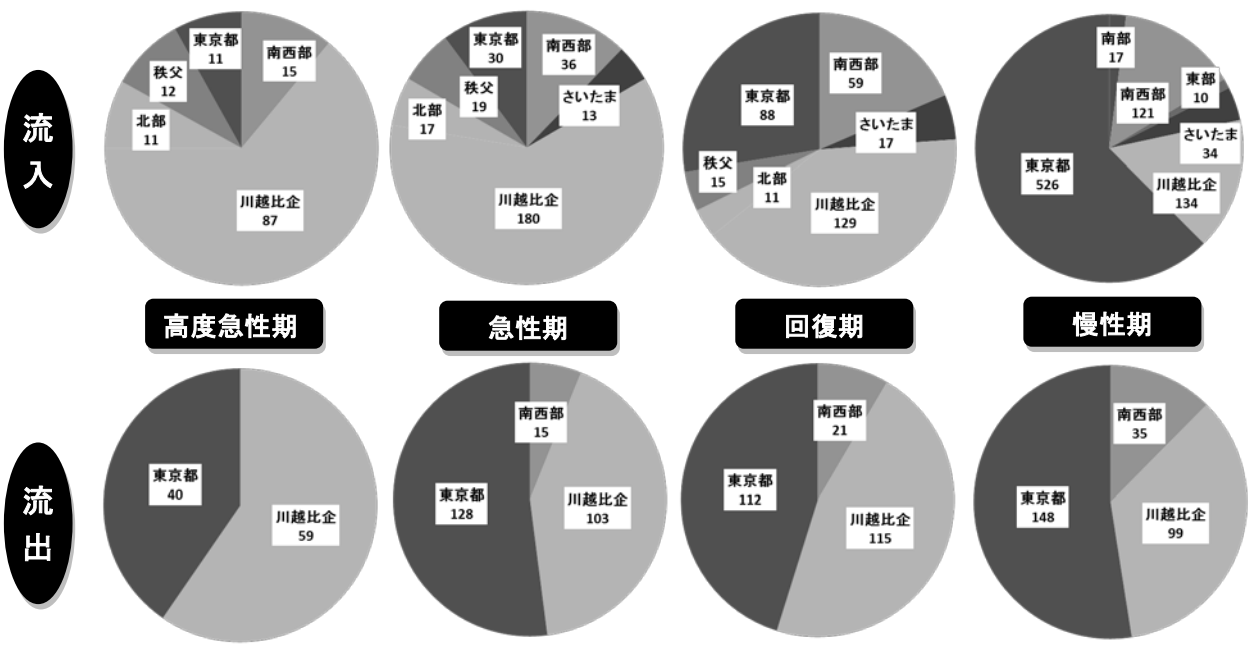 流入
東京都
11
南西部
15
秩父
12
北部
11
川越比企
87
東京都
30
南西部
36
秩父
19
さいたま
13
北部
17
川越比企
180
南西部
59
東京都
88
さいたま
17
秩父
15
北部
11
川越比企
129
南部
17
東部
10
南西部
121
さいたま
34
東京都
526
川越比企
134
高度急性期
急性期
回復期
慢性期
流出
東京都
40
川越比企
59
南西部
15
東京都
128
川越比企
103
南西部
21
東京都
112
川越比企
115
南西部
35
東京都
148
川越比企
99